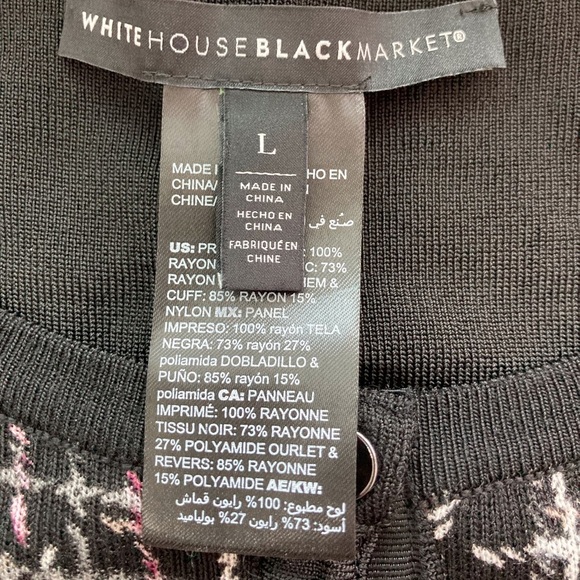 WHITE HOUSE BLACK MARKET®
L
MADE IN
CHINA
HECHO EN
CHINA
FABRIQUÉ EN
CHINE
MADE HO EN
CHINA/
CHINE/ صنع في
US: 100%
RAYON 73%
RAYON &
CUFF: 85% RAYON 15%
NYLON MX: PANEL
IMPRESO: 100% rayón TELA
NEGRA: 73% rayón 27%
poliamida DOBLADILLO &
PUÑO: 85% rayón 15%
poliamida CA: PANNEAU
IMPRIMÉ: 100% RAYONNE
TISSU NOIR: 73% RAYONNE
27% POLYAMIDE OURLET &
REVERS: 85% RAYONNE
15% POLYAMIDE AE/KW:
لوح مطبوع: 100% رايون قماش
أسود: 73% رايون 27% بولياميد